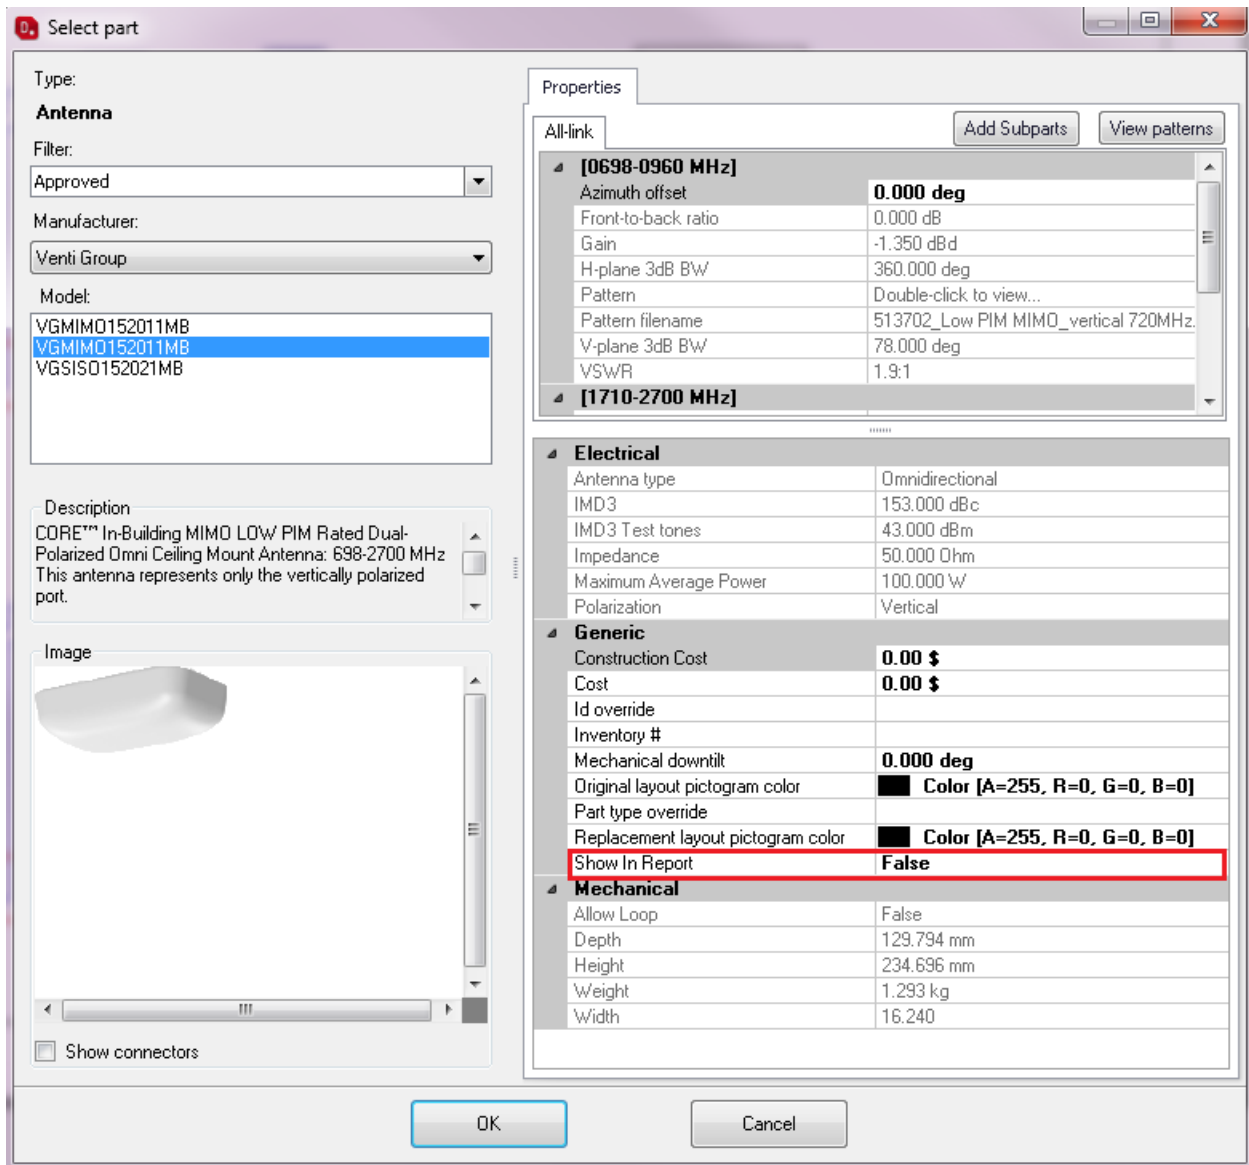 Select part
Type:
Antenna
Filter:
Approved
Manufacturer:
Venti Group
Model:
VGMIMO152011MB
VGMIMO152011MB
VGSISO152021MB
Description
CORE™ In-Building MIMO LOW PIM Rated Dual-
Polarized Omni Ceiling Mount Antenna: 698-2700 MHz
This antenna represents only the vertically polarized
port.
Image
Show connectors
Properties
All-link
Add Subparts
View patterns
[0698-0960 MHz]
Azimuth offset 0.000 deg
Front-to-back ratio 0.000 dB
Gain -1.350 dBd
H-plane 3dB BW 360.000 deg
Pattern Double-click to view...
Pattern filename 513702_Low PIM MIMO_vertical 720MHz.
V-plane 3dB BW 78.000 deg
VSWR 1.9:1
[1710-2700 MHz]
Electrical
Antenna type Omnidirectional
IMD3 153.000 dBc
IMD3 Test tones 43.000 dBm
Impedance 50.000 Ohm
Maximum Average Power 100.000 W
Polarization Vertical
Generic
Construction Cost 0.00 $
Cost 0.00 $
Id override
Inventory #
Mechanical downtilt 0.000 deg
Original layout pictogram color Color [A=255, R=0, G=0, B=0]
Part type override
Replacement layout pictogram color Color [A=255, R=0, G=0, B=0]
Show In Report False
Mechanical
Allow Loop False
Depth 129.794 mm
Height 234.696 mm
Weight 1.293 kg
Width 16.240
OK
Cancel